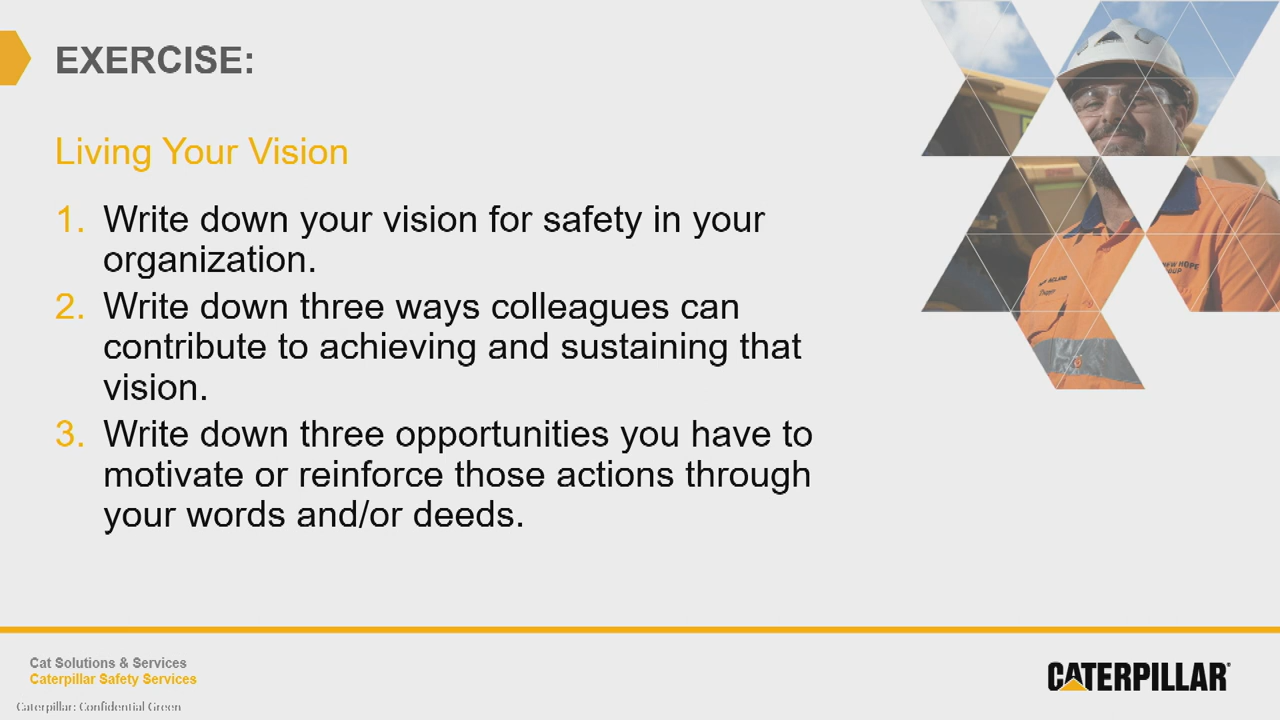 EXERCISE:
Living Your Vision
1. Write down your vision for safety in your
organization.
2. Write down three ways colleagues can
contribute to achieving and sustaining that
vision.
3. Write down three opportunities you have to
motivate or reinforce those actions through
your words and/or deeds.
Cat Solutions & Services
Caterpillar Safety Services
Caterpillar: Confidential Green
CATERPILLAR®